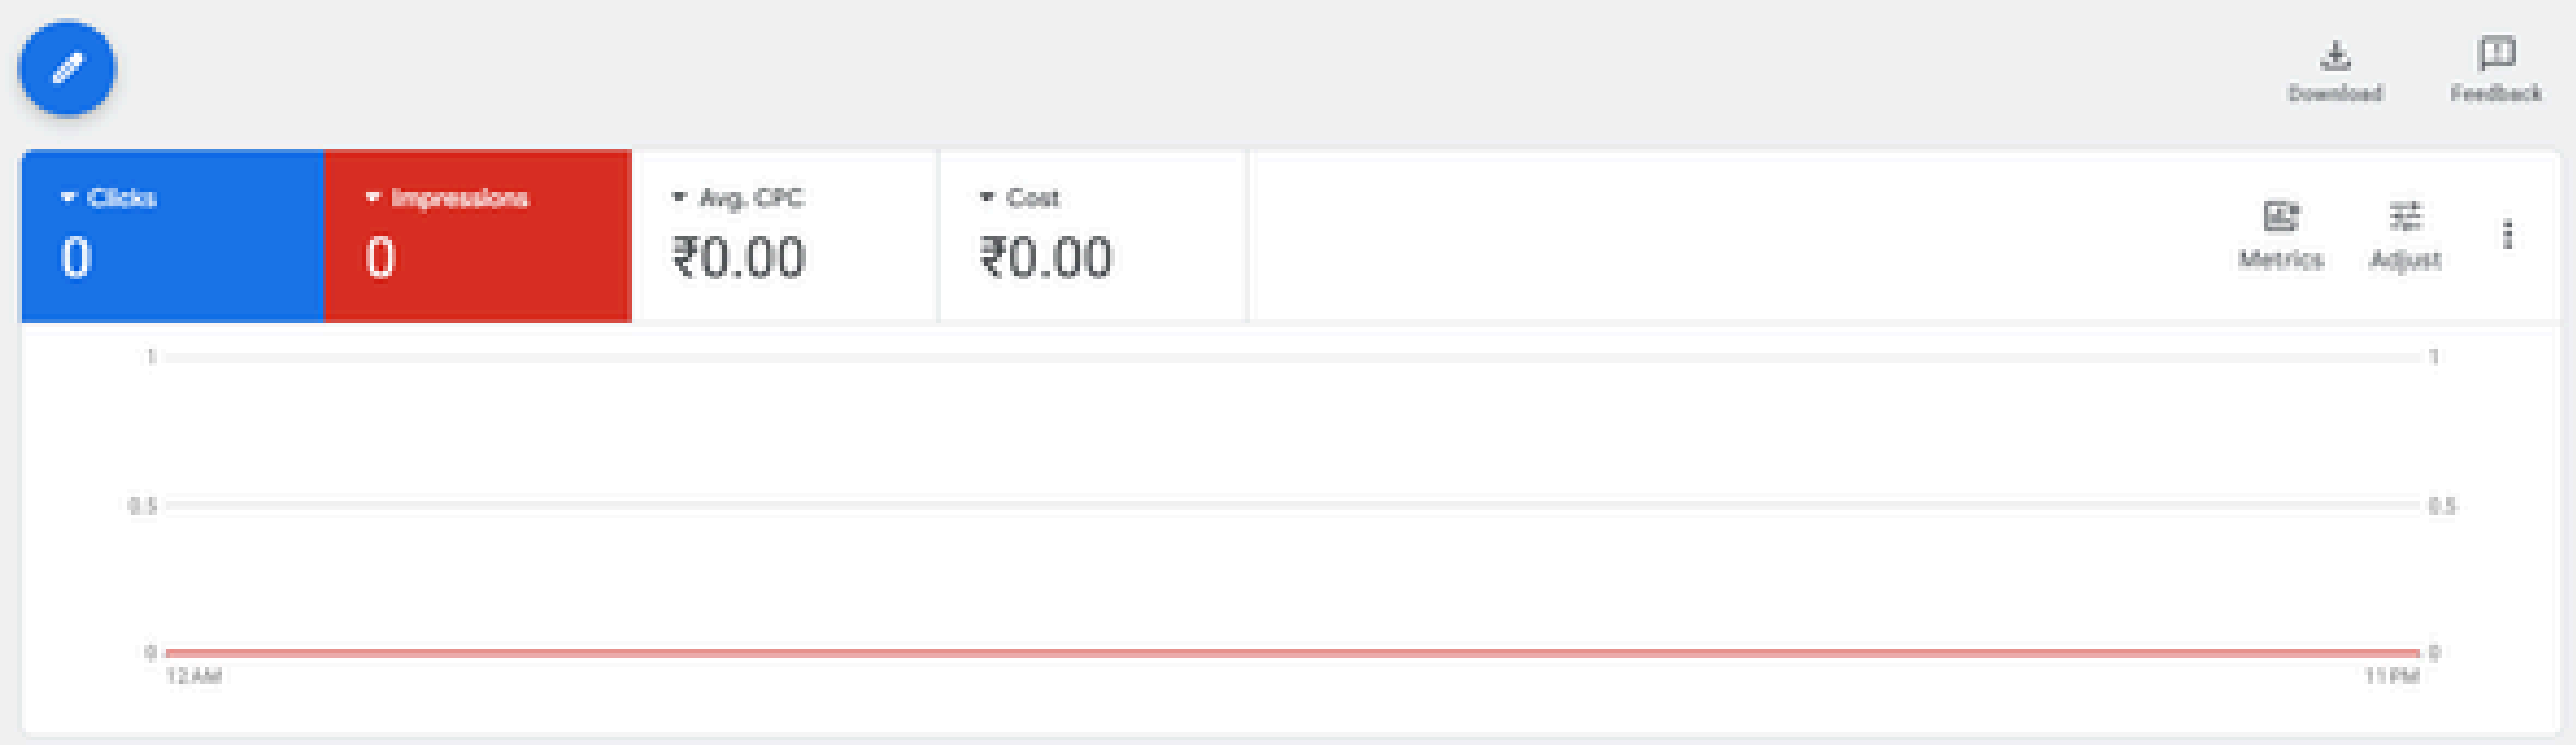 Download Feedback
Clicks Impressions Avg. CPC Cost
0 0 ₹0.00 ₹0.00
Metrics Adjust
1 1
0.5 0.5
0 0
12 AM 11 PM